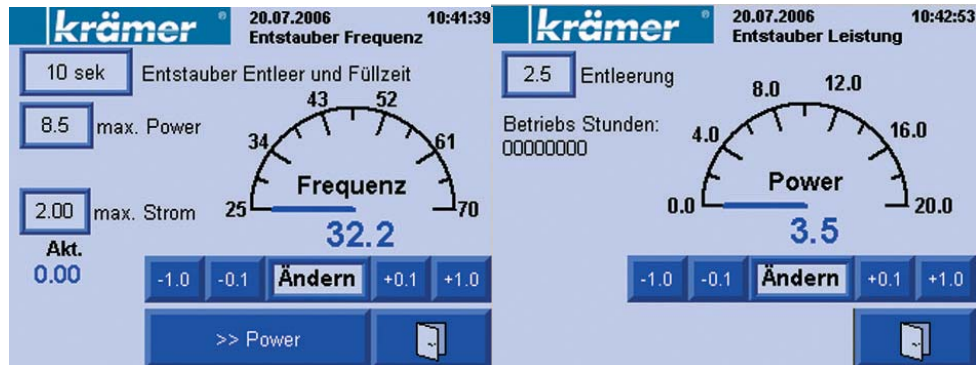 krämer
20.07.2006 10:41:39
Entstauber Frequenz
10 sek Entstauber Entleer und Füllzeit
8.5 max. Power
2.00 max. Strom
Akt.
0.00
43 52
34 61
Frequenz
25 70
32.2
-1.0 -0.1 Ändern +0.1 +1.0
>> Power
krämer
20.07.2006 10:42:53
Entstauber Leistung
2.5 Entleerung
Betriebs Stunden:
00000000
8.0 12.0
4.0 16.0
Power
0.0 20.0
3.5
-1.0 -0.1 Ändern +0.1 +1.0